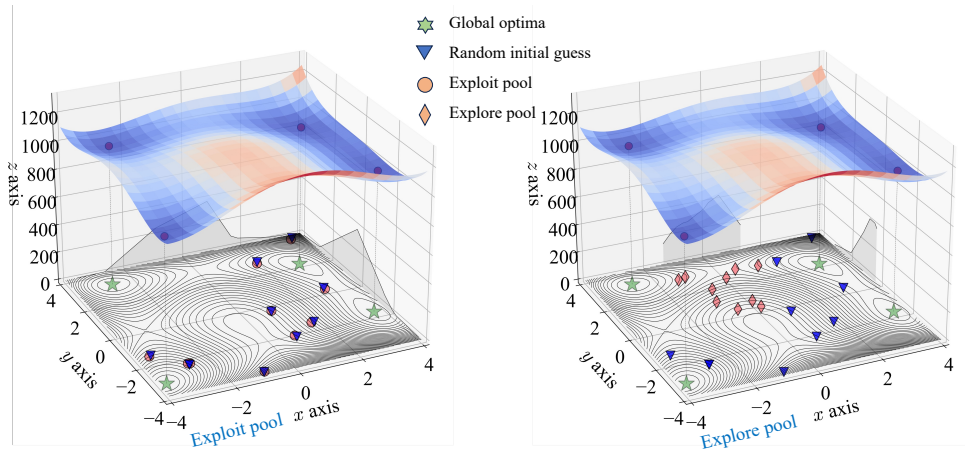 Global optima
Random initial guess
Exploit pool
Explore pool
1200
1000
800
600
400
200
0
z axis
4
2
0
−2
−4
y axis
−4
−2
0
2
4
x axis
Exploit pool
1200
1000
800
600
400
200
0
z axis
4
2
0
−2
−4
y axis
−4
−2
0
2
4
x axis
Explore pool